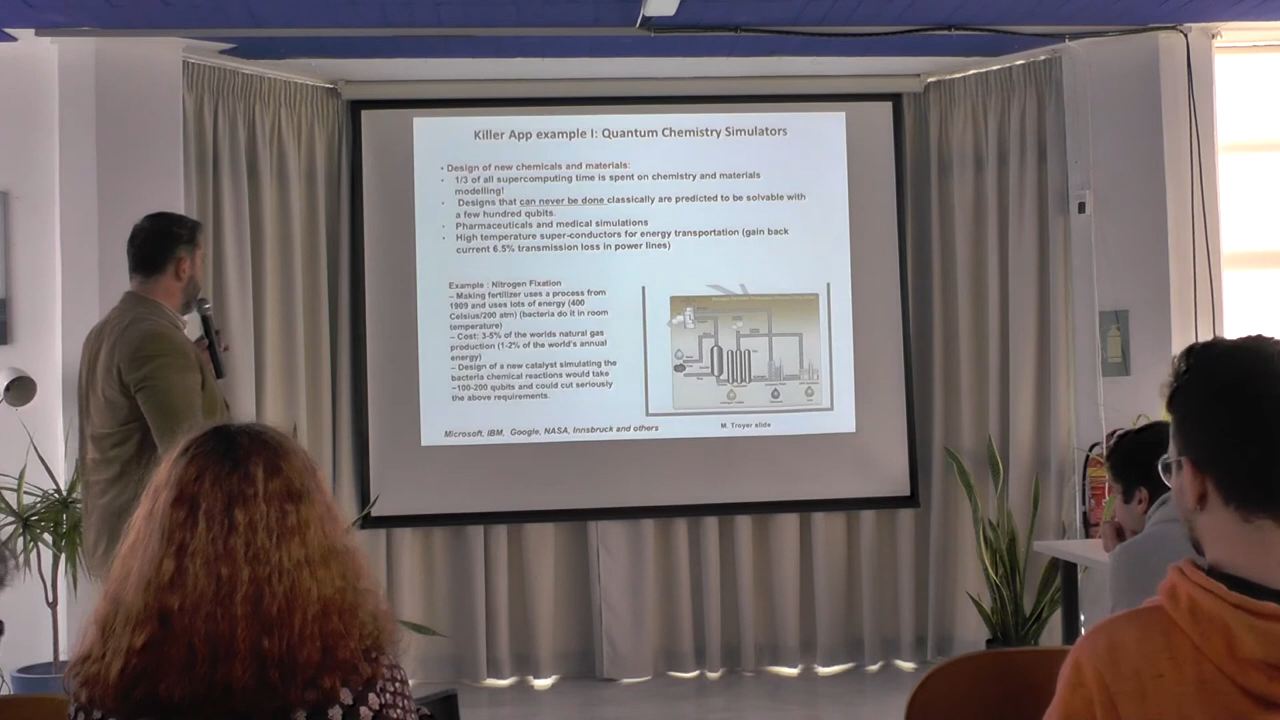 Killer App example I: Quantum Chemistry Simulators
• Design of new chemicals and materials:
• 1/3 of all supercomputing time is spent on chemistry and materials
modelling!
• Designs that can never be done classically are predicted to be solvable with
a few hundred qubits.
• Pharmaceuticals and medical simulations
• High temperature super-conductors for energy transportation (gain back
current 6.5% transmission loss in power lines)
Example : Nitrogen Fixation
– Making fertilizer uses a process from
1909 and uses lots of energy (400
Celsius/200 atm) (bacteria do it in room
temperature)
– Cost: 3-5% of the worlds natural gas
production (1-2% of the world's annual
energy)
– Design of a new catalyst simulating the
bacteria chemical reactions would take
~100-200 qubits and could cut seriously
the above requirements.
Microsoft, IBM, Google, NASA, Innsbruck and others
M. Troyer slide